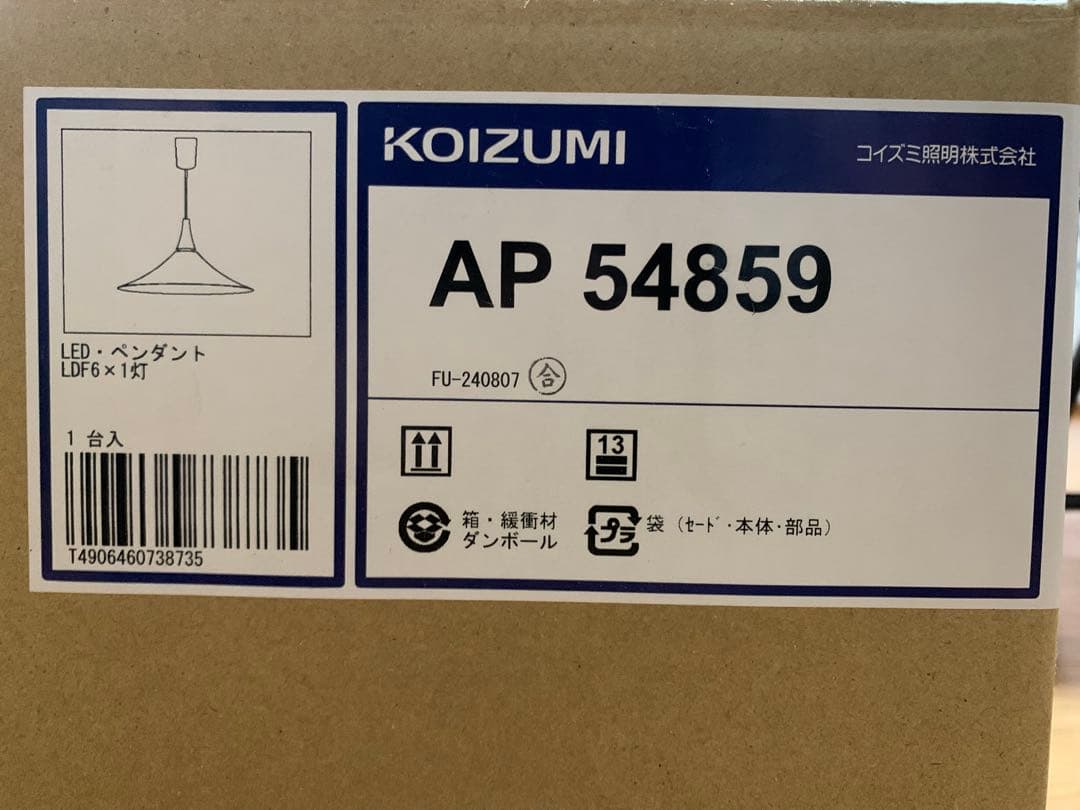 KOIZUMI
コイズミ照明株式会社
AP 54859
FU-240807 合
LED・ペンダント
LDF6×1灯
1 台入
T4906460738735
13
箱・緩衝材
ダンボール
プラ
袋 (ｾｰﾄﾞ・本体・部品)